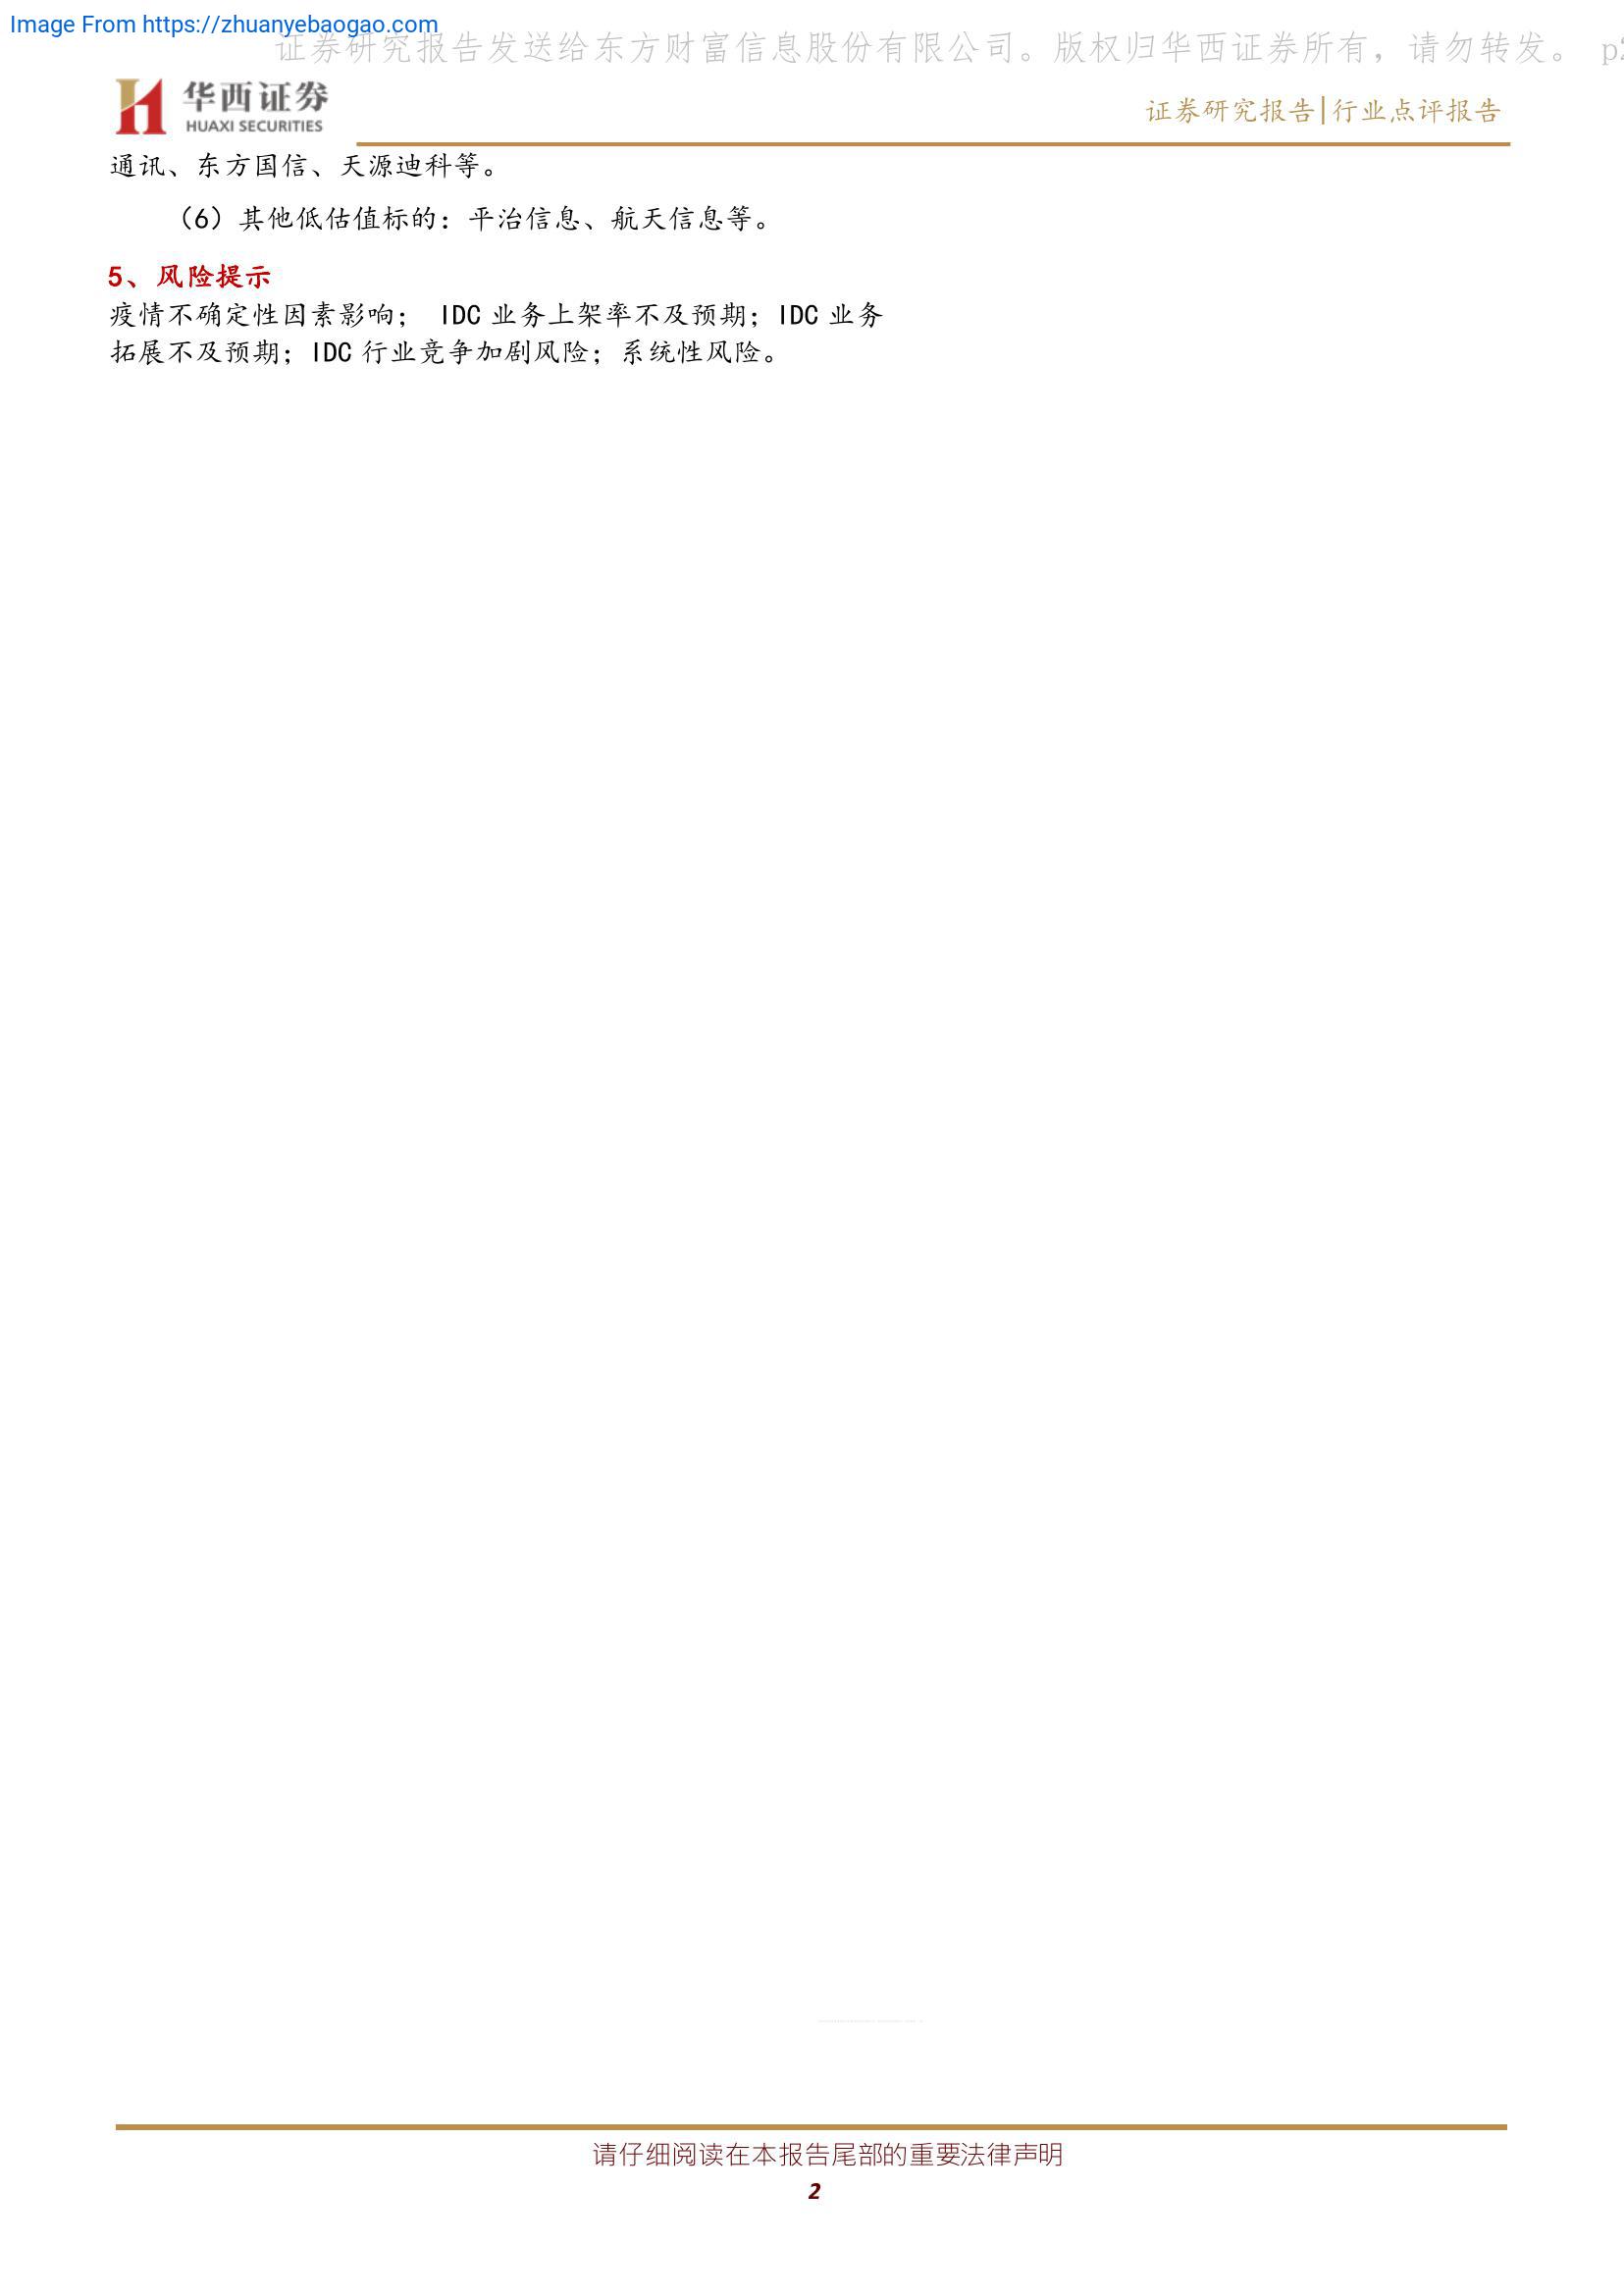 Image From https://zhuanyebaogao.com
证券研究报告发送给东方财富信息股份有限公司。版权归华西证券所有，请勿转发。 p2
华西证券
HUAXI SECURITIES
证券研究报告|行业点评报告
通讯、东方国信、天源迪科等。
（6）其他低估值标的：平治信息、航天信息等。
5、风险提示
疫情不确定性因素影响； IDC 业务上架率不及预期；IDC 业务
拓展不及预期；IDC 行业竞争加剧风险；系统性风险。
请仔细阅读在本报告尾部的重要法律声明
2